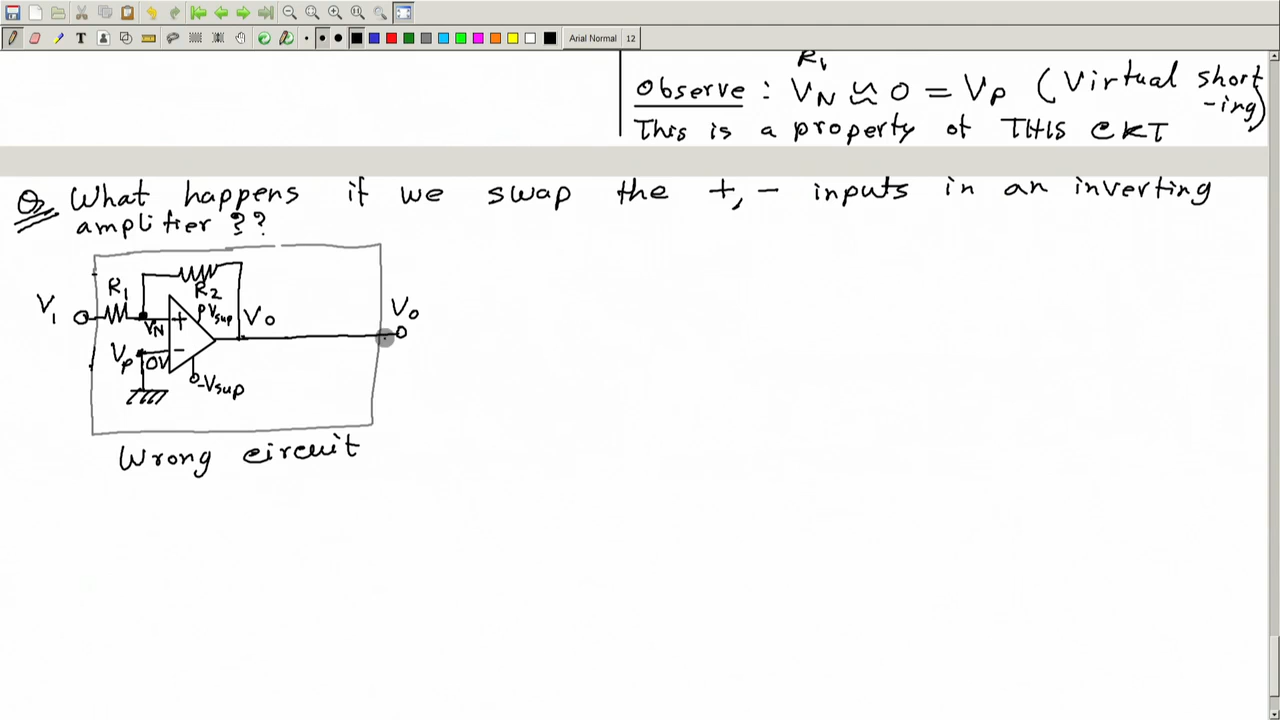 Arial Normal 12
R1
Observe : VN ≈ 0 = VP (Virtual short
-ing)
This is a property of THIS CKT
Q. What happens if we swap the +, - inputs in an inverting
amplifier ??
R1
R2
V1
VN
+
Vsup
Vo
Vo
VP
0V
-
-Vsup
Wrong circuit